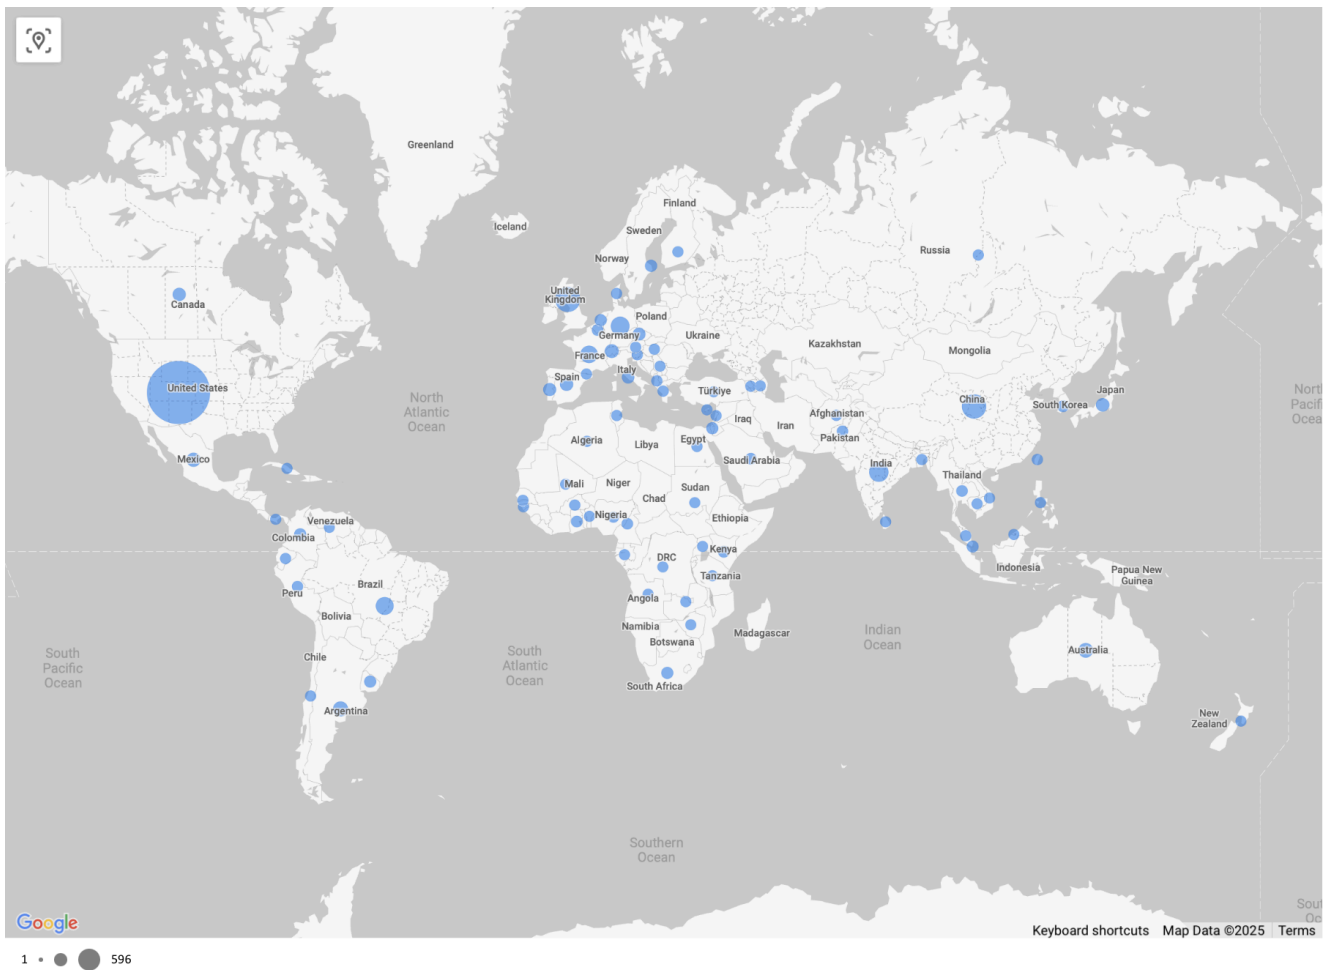 Greenland
Finland
Iceland
Sweden
Russia
Norway
United
Kingdom
Canada
Poland
Germany
Ukraine
Kazakhstan
Mongolia
France
Italy
Spain
United States
Türkiye
China
Japan
South Korea
North
Atlantic
Ocean
North
Pacifi
Ocea
Afghanistan
Iraq
Iran
Pakistan
Algeria
Libya
Egypt
Saudi Arabia
Mexico
India
Thailand
Mali
Niger
Chad
Sudan
Nigeria
Ethiopia
Venezuela
Colombia
DRC
Kenya
Indonesia
Papua New
Guinea
Tanzania
Brazil
Peru
Angola
Bolivia
Namibia
Botswana
Madagascar
Indian
Ocean
Australia
Chile
South
Pacific
Ocean
South
Atlantic
Ocean
South Africa
Argentina
New
Zealand
Southern
Ocean
Sout
Oc
Google
Keyboard shortcuts Map Data ©2025 Terms
1 596